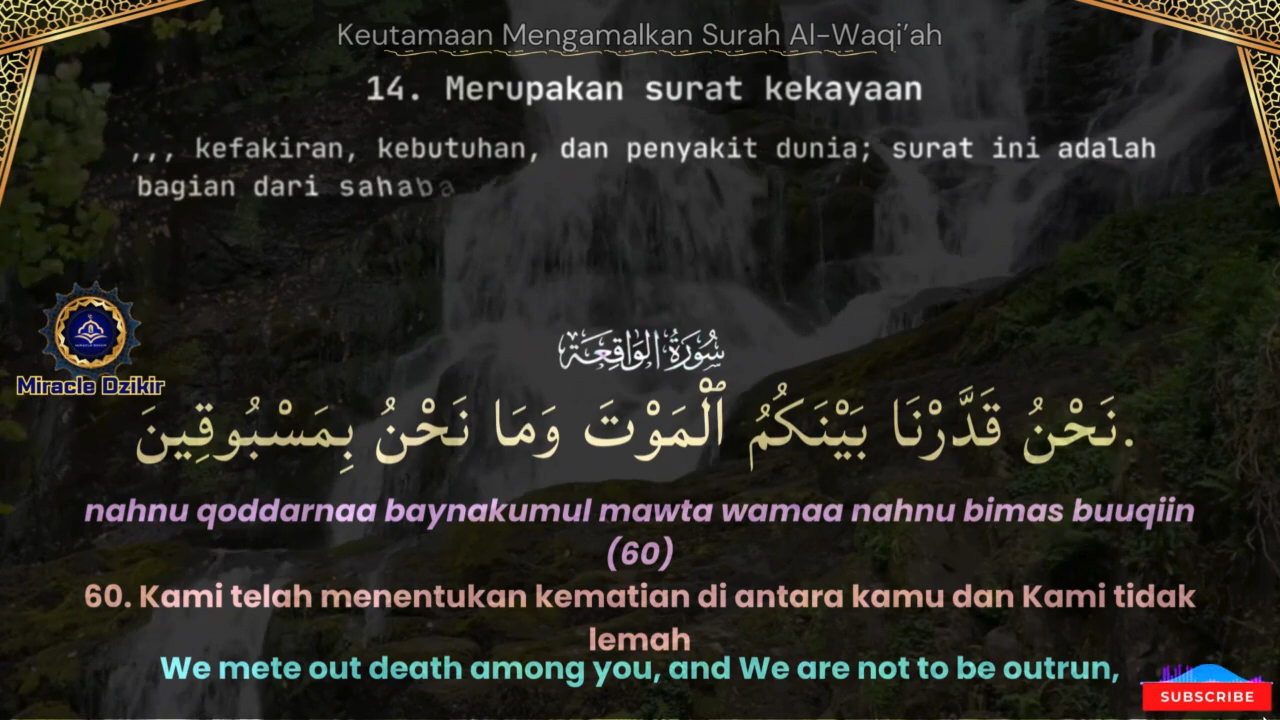 Keutamaan Mengamalkan Surah Al-Waqi’ah
14. Merupakan surat kekayaan
,,, kefakiran, kebutuhan, dan penyakit dunia; surat ini adalah
bagian dari sahaba
Miracle Dzikir
سُورَةُ الوَاقِعَة
نَحْنُ قَدَّرْنَا بَيْنَكُمُ ٱلْمَوْتَ وَمَا نَحْنُ بِمَسْبُوقِينَ.
nahnu qoddarnaa baynakumul mawta wamaa nahnu bimas buuqiin
(60)
60. Kami telah menentukan kematian di antara kamu dan Kami tidak
lemah
We mete out death among you, and We are not to be outrun,
SUBSCRIBE